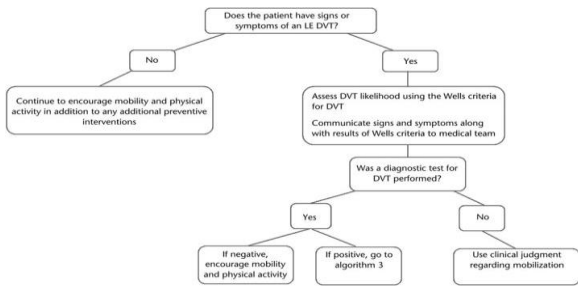 Does the patient have signs or
symptoms of an LE DVT?
No
Yes
Continue to encourage mobility and physical
activity in addition to any additional preventive
interventions
Assess DVT likelihood using the Wells criteria
for DVT
Communicate signs and symptoms along
with results of Wells criteria to medical team
Was a diagnostic test for
DVT performed?
Yes
No
If negative,
encourage mobility
and physical activity
If positive, go to
algorithm 3
Use clinical judgment
regarding mobilization